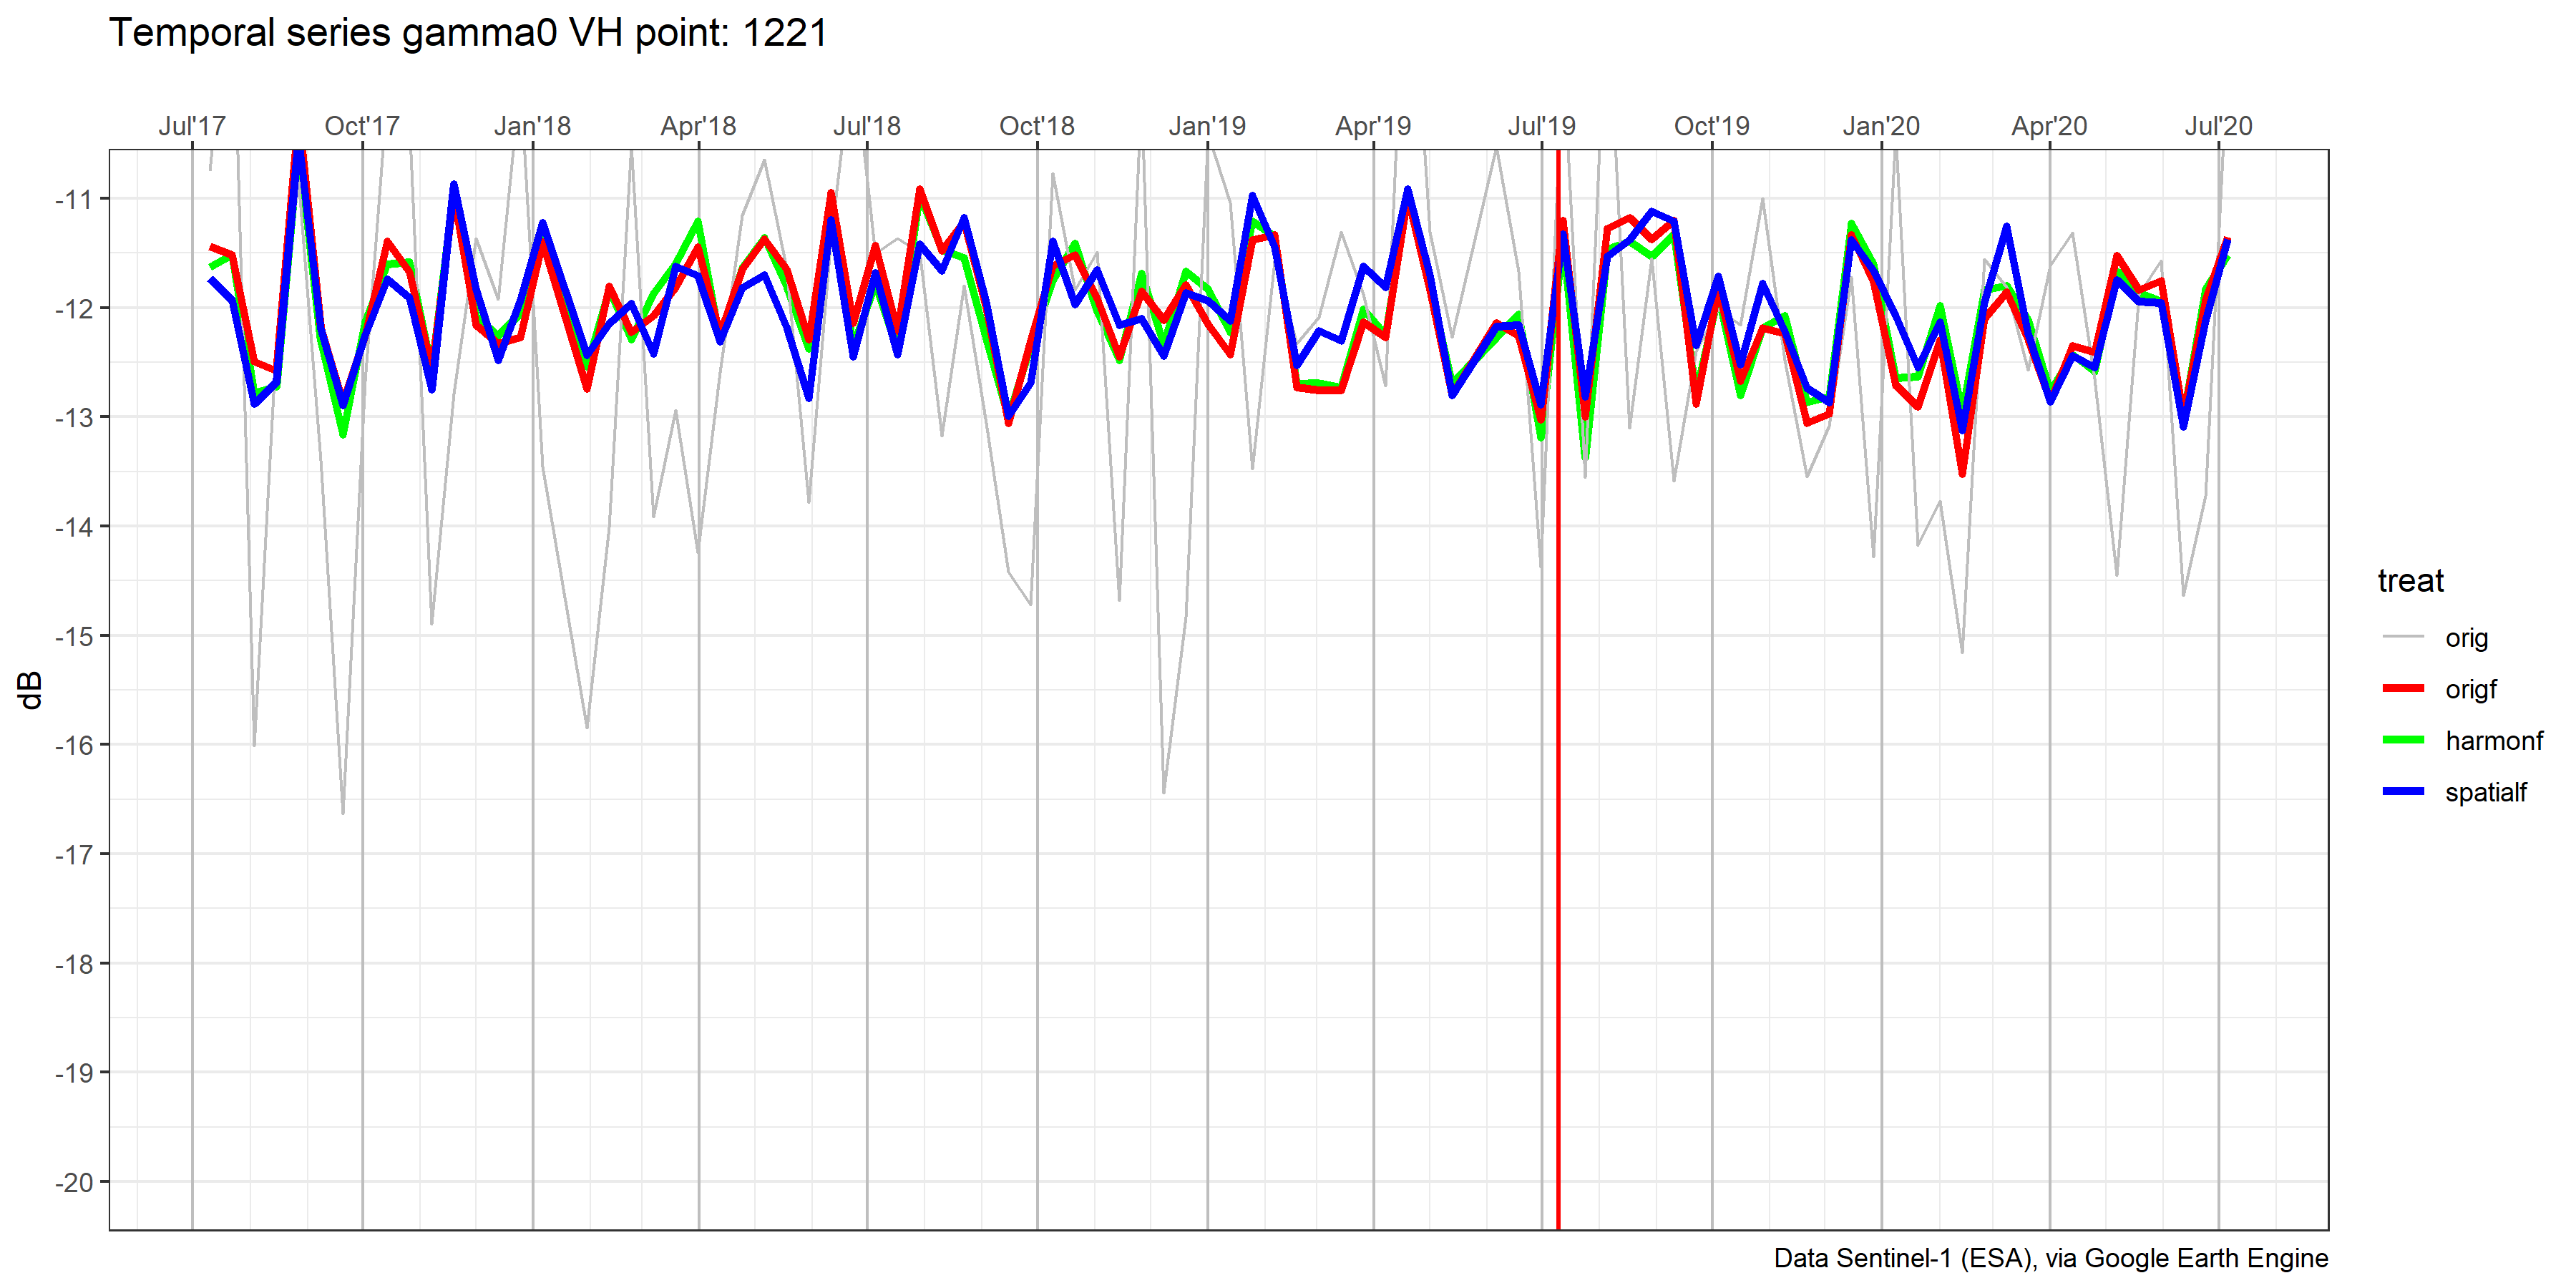 Temporal series gamma0 VH point: 1221
Jul'17 Oct'17 Jan'18 Apr'18 Jul'18 Oct'18 Jan'19 Apr'19 Jul'19 Oct'19 Jan'20 Apr'20 Jul'20
-11
-12
-13
-14
-15
-16
-17
-18
-19
-20
dB
treat
orig
origf
harmonf
spatialf
Data Sentinel-1 (ESA), via Google Earth Engine